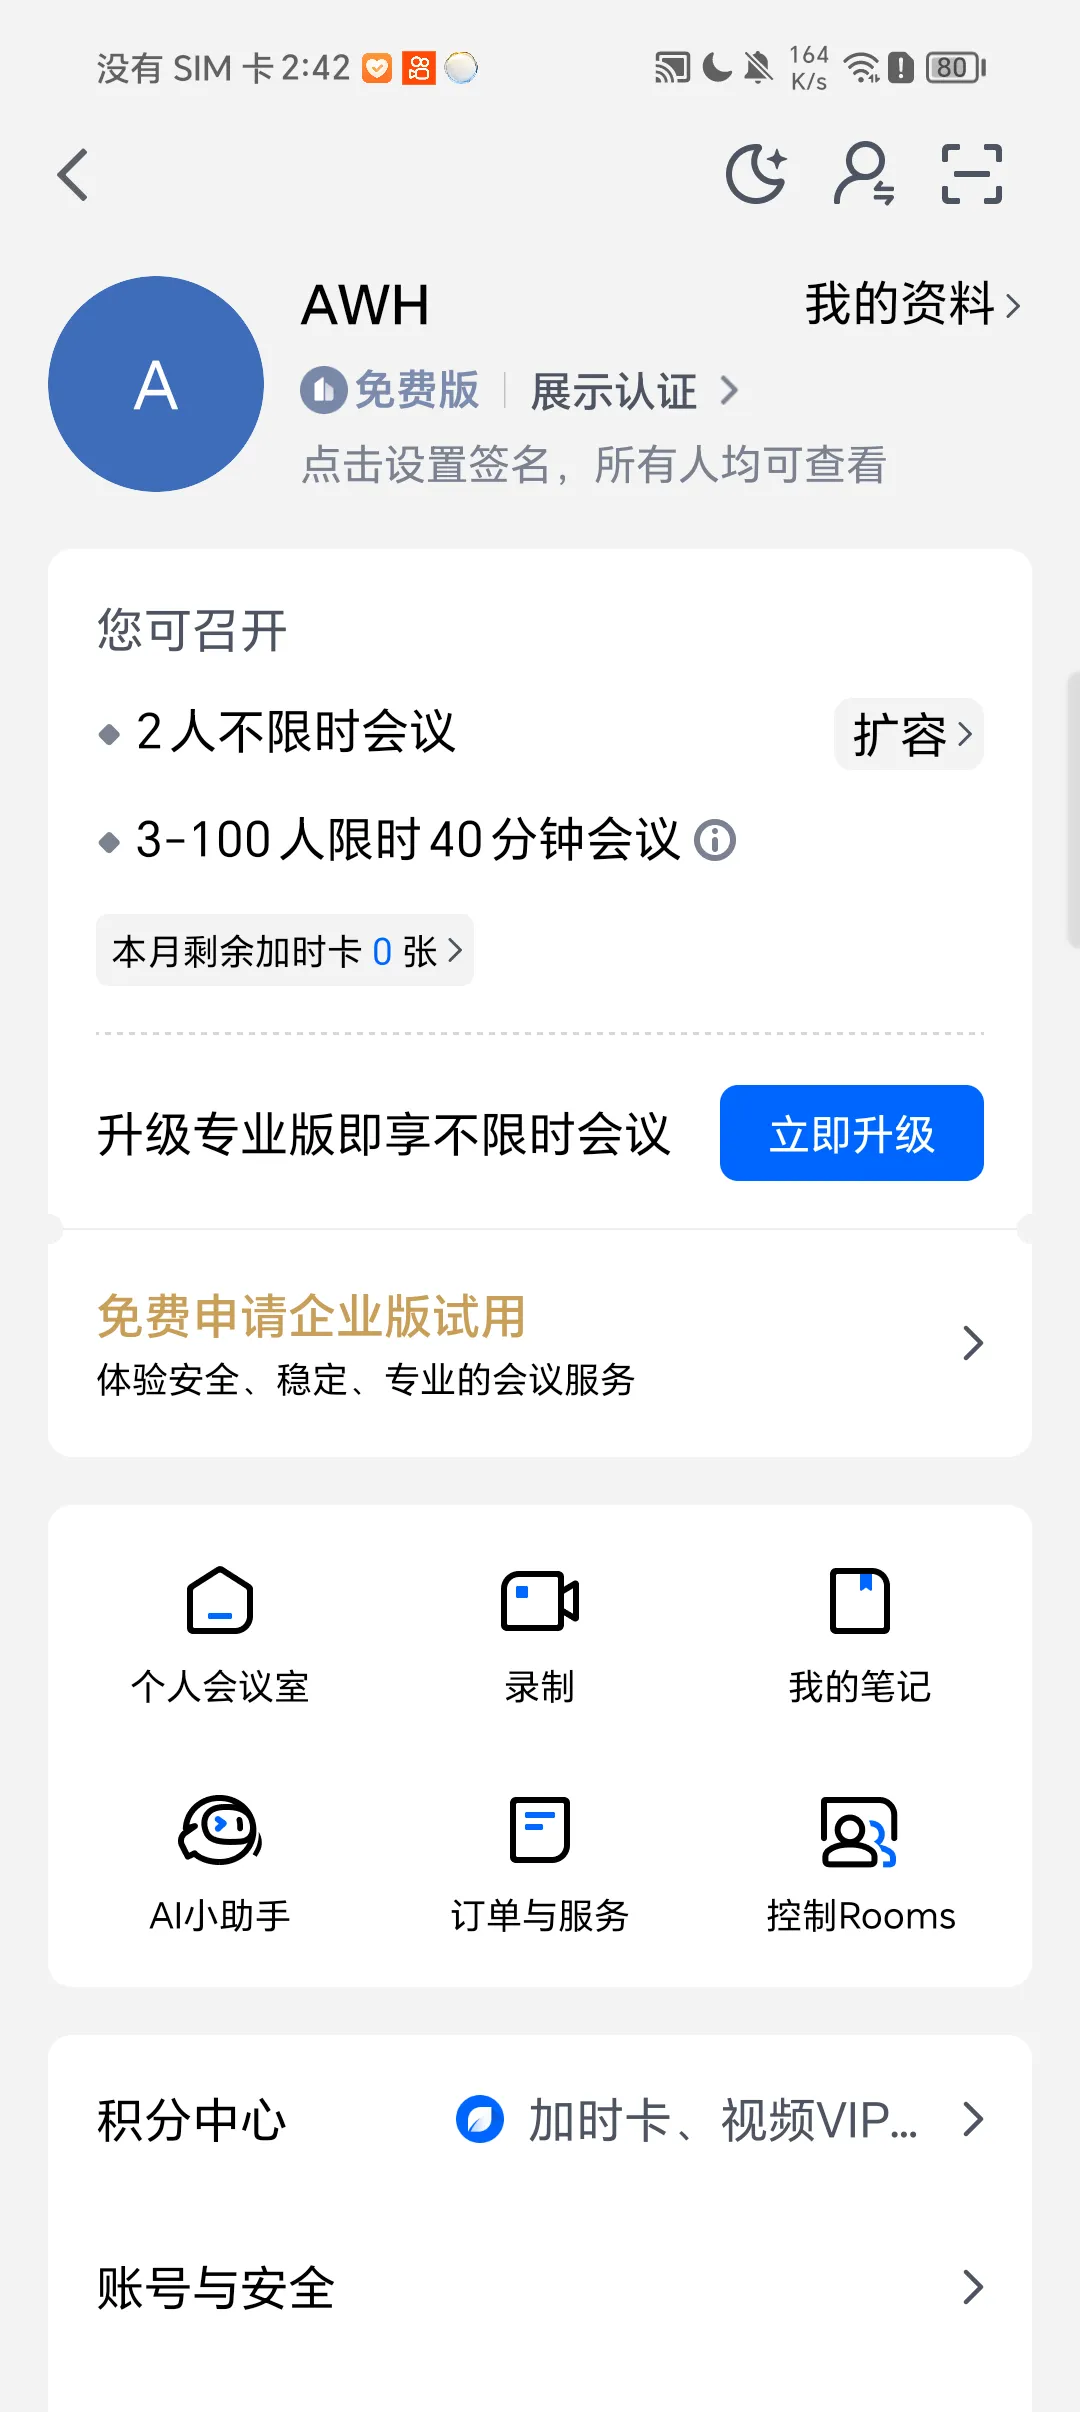 没有 SIM 卡 2:42 164 K/s 80
AWH 我的资料
A
免费版 展示认证
点击设置签名，所有人均可查看
您可召开
2人不限时会议 扩容
3-100人限时40分钟会议
本月剩余加时卡 0 张
升级专业版即享不限时会议 立即升级
免费申请企业版试用
体验安全、稳定、专业的会议服务
个人会议室 录制 我的笔记
AI小助手 订单与服务 控制Rooms
积分中心 加时卡、视频VIP...
账号与安全